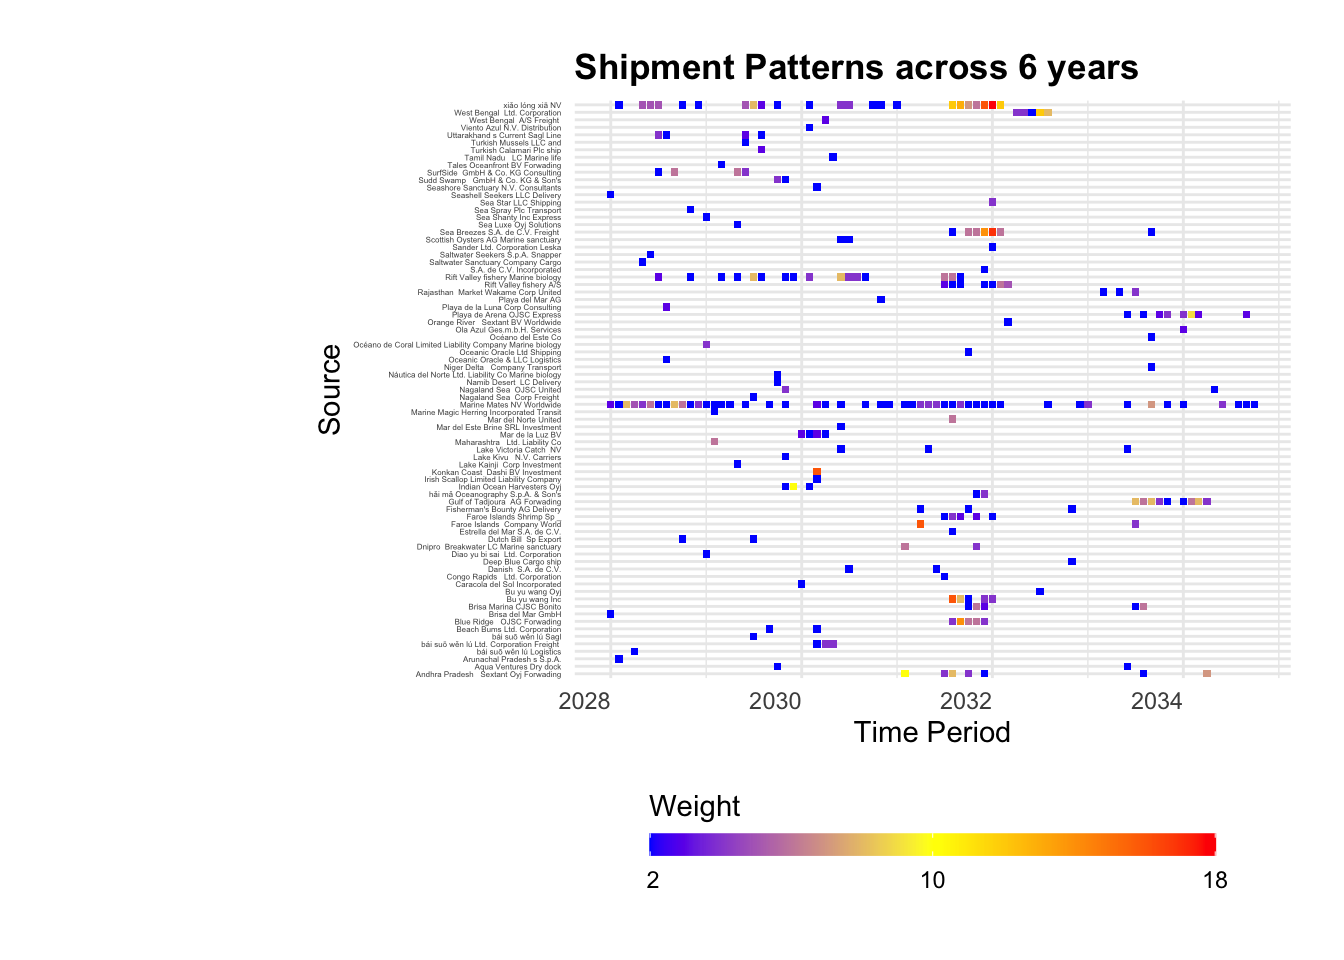 Shipment Patterns across 6 years
xiǎo lóng xiā NV
West Bengal  Ltd. Corporation
West Bengal  A/S Freight
Viento Azul N.V. Distribution
Uttarakhand s Current Sagl Line
Turkish Mussels LLC and
Turkish Calamari Plc ship
Tamil Nadu   LC Marine life
Tales Oceanfront BV Forwading
SurfSide  GmbH & Co. KG Consulting
Sudd Swamp   GmbH & Co. KG & Son's
Seashore Sanctuary N.V. Consultants
Seashell Seekers LLC Delivery
Sea Star LLC Shipping
Sea Spray Plc Transport
Sea Shanty Inc Express
Sea Luxe Oyj Solutions
Sea Breezes S.A. de C.V. Freight
Scottish Oysters AG Marine sanctuary
Sander Ltd. Corporation Leska
Saltwater Seekers S.p.A. Snapper
Saltwater Sanctuary Company Cargo
S.A. de C.V. Incorporated
Rift Valley fishery Marine biology
Rift Valley fishery A/S
Rajasthan  Market Wakame Corp United
Playa del Mar AG
Playa de la Luna Corp Consulting
Playa de Arena OJSC Express
Orange River   Sextant BV Worldwide
Ola Azul Ges.m.b.H. Services
Océano del Este Co
Océano de Coral Limited Liability Company Marine biology
Oceanic Oracle Ltd Shipping
Oceanic Oracle & LLC Logistics
Niger Delta   Company Transport
Náutica del Norte Ltd. Liability Co Marine biology
Namib Desert  LC Delivery
Nagaland Sea  OJSC United
Nagaland Sea  Corp Freight
Marine Mates NV Worldwide
Marine Magic Herring Incorporated Transit
Mar del Norte United
Mar del Este Brine SRL Investment
Mar de la Luz BV
Maharashtra   Ltd. Liability Co
Lake Victoria Catch  NV
Lake Kivu   N.V. Carriers
Lake Kainji  Corp Investment
Konkan Coast  Dashi BV Investment
Irish Scallop Limited Liability Company
Indian Ocean Harvesters Oyj
hǎi mǎ Oceanography S.p.A. & Son's
Gulf of Tadjoura  AG Forwading
Fisherman's Bounty AG Delivery
Faroe Islands Shrimp Sp _
Faroe Islands  Company World
Estrella del Mar S.A. de C.V.
Dutch Bill  Sp Export
Dnipro  Breakwater LC Marine sanctuary
Diao yu bi sai  Ltd. Corporation
Deep Blue Cargo ship
Danish  S.A. de C.V.
Congo Rapids   Ltd. Corporation
Caracola del Sol Incorporated
Bu yu wang Oyj
Bu yu wang Inc
Brisa Marina CJSC Bonito
Brisa del Mar GmbH
Blue Ridge   OJSC Forwading
Beach Bums Ltd. Corporation
bái suō wěn lú Sagl
bái suō wěn lú Ltd. Corporation Freight
bái suō wěn lú Logistics
Arunachal Pradesh s S.p.A.
Aqua Ventures Dry dock
Andhra Pradesh   Sextant Oyj Forwading
Source
2028 2030 2032 2034
Time Period
Weight
2 10 18